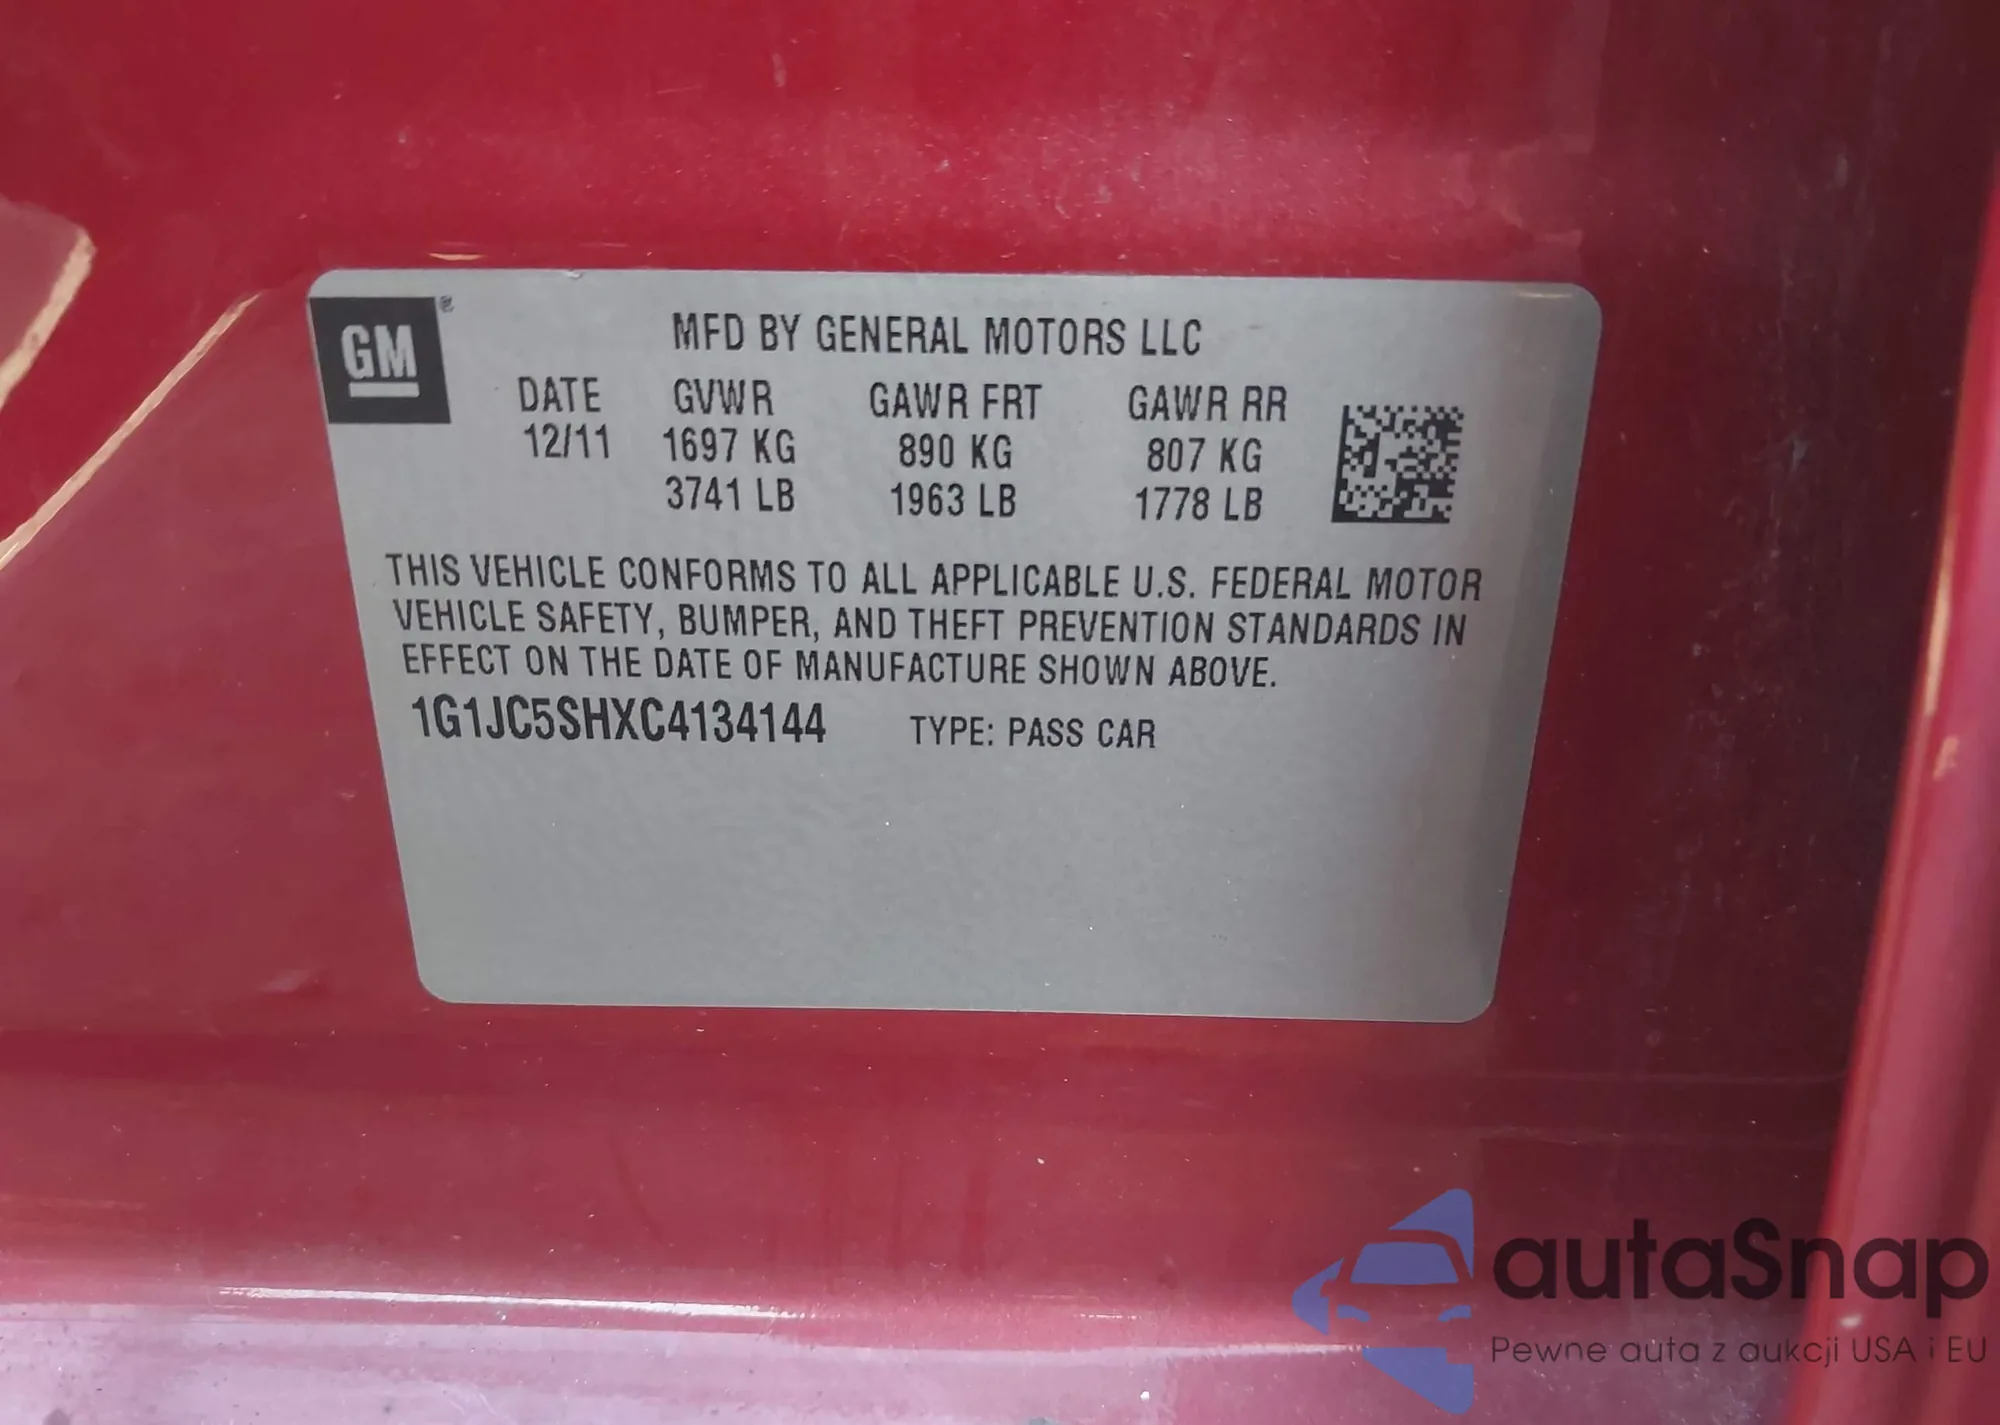 GM®
MFD BY GENERAL MOTORS LLC
DATE GVWR GAWR FRT GAWR RR
12/11 1697 KG 890 KG 807 KG
3741 LB 1963 LB 1778 LB
THIS VEHICLE CONFORMS TO ALL APPLICABLE U.S. FEDERAL MOTOR
VEHICLE SAFETY, BUMPER, AND THEFT PREVENTION STANDARDS IN
EFFECT ON THE DATE OF MANUFACTURE SHOWN ABOVE.
1G1JC5SHXC4134144 TYPE: PASS CAR
autaSnap
Pewne auta z aukcji USA i EU